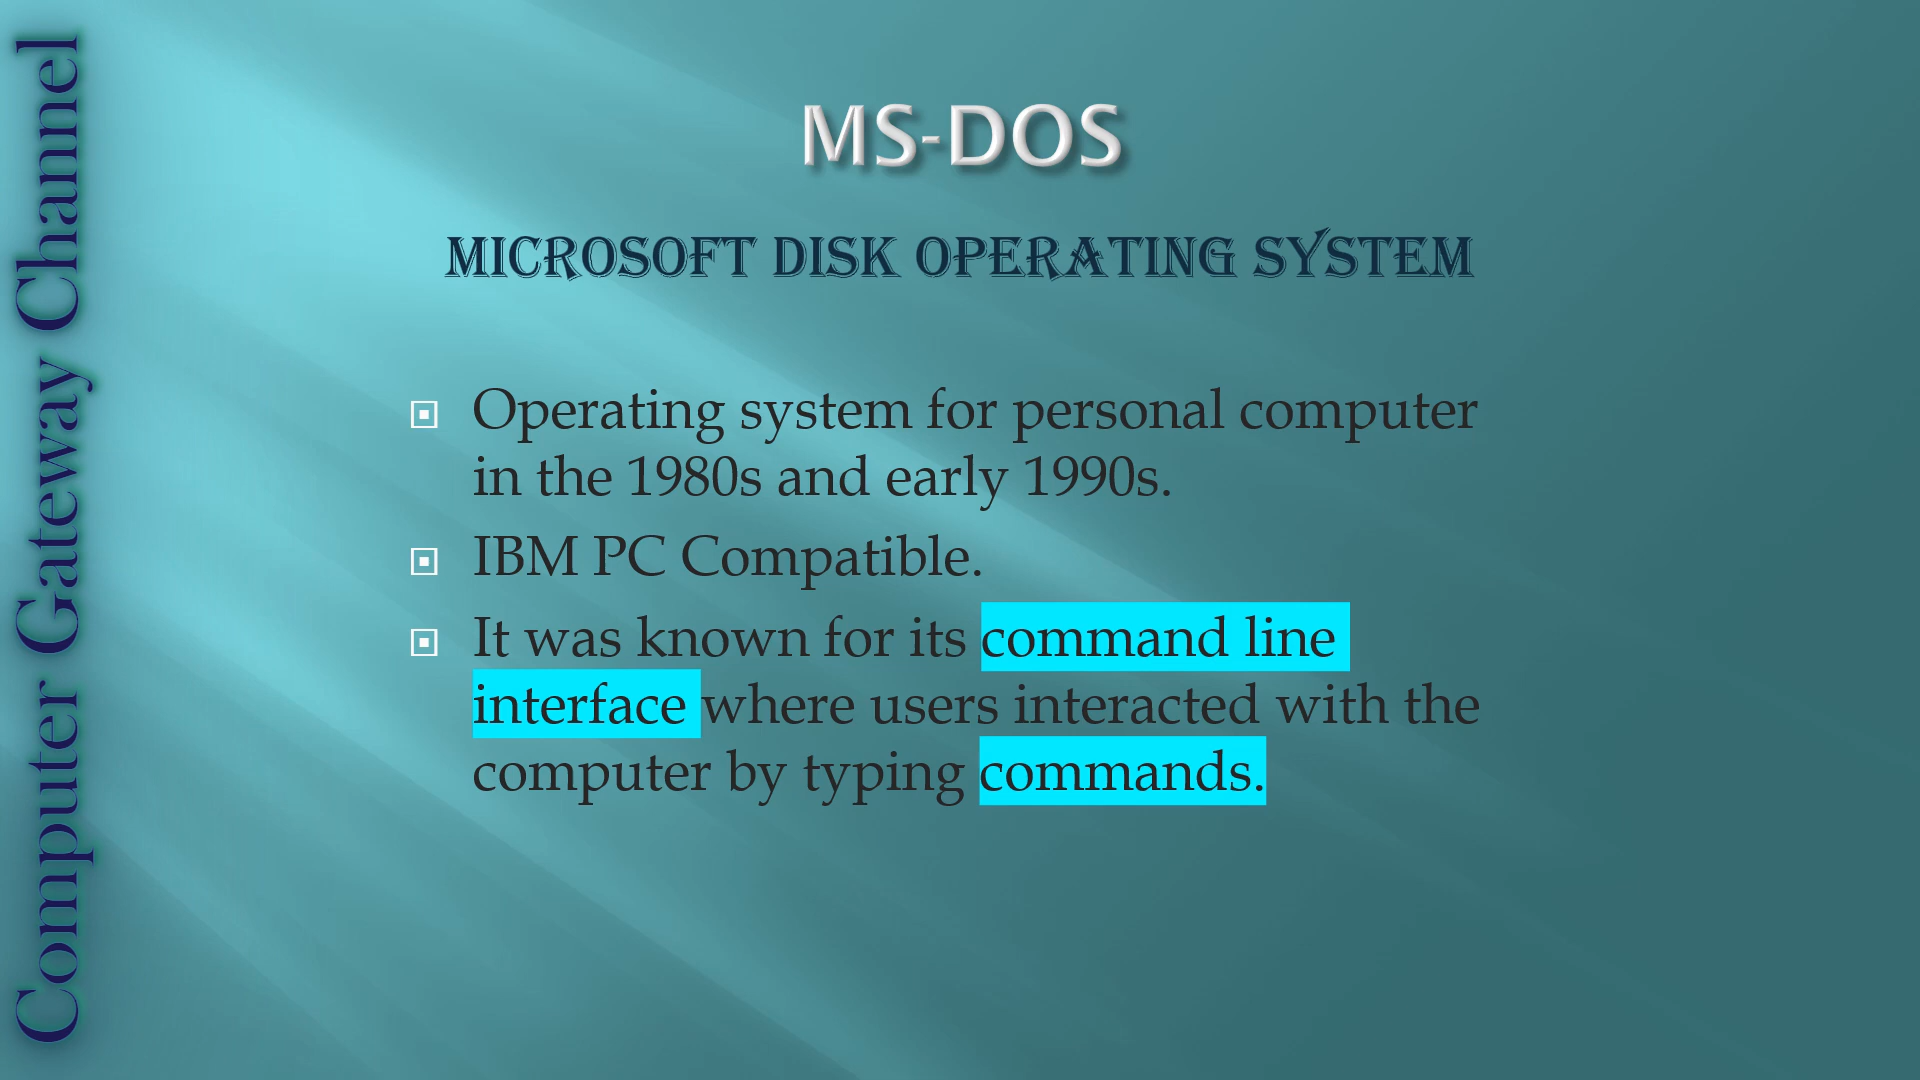 Computer Gateway Channel
MS-DOS
MICROSOFT DISK OPERATING SYSTEM
Operating system for personal computer
in the 1980s and early 1990s.
IBM PC Compatible.
It was known for its command line
interface where users interacted with the
computer by typing commands.